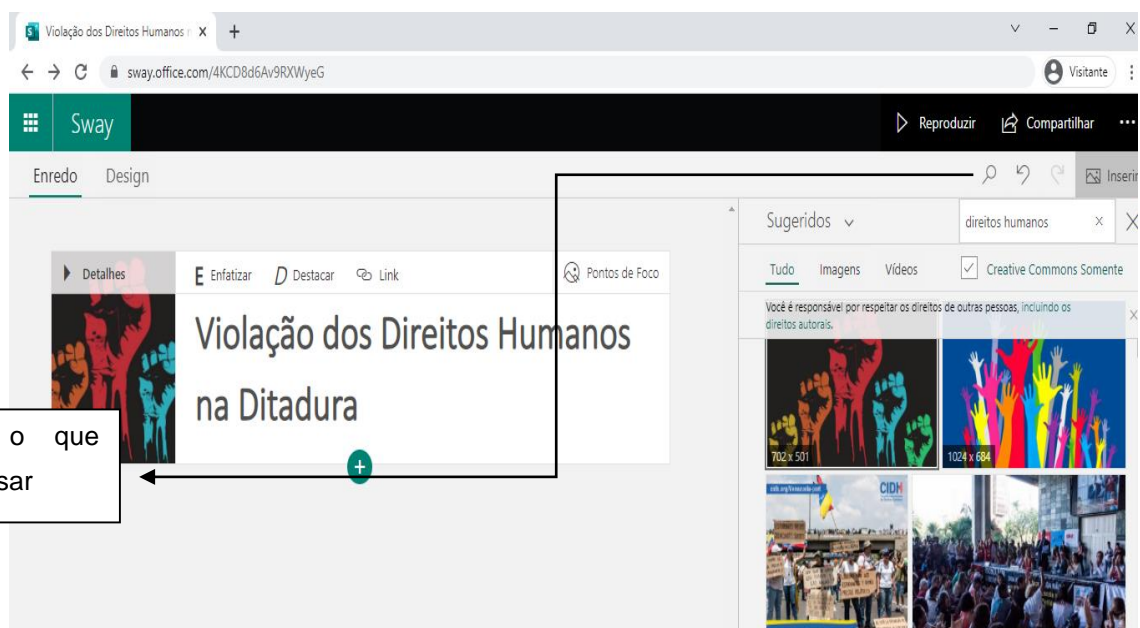 Violação dos Direitos Humanos n
sway.office.com/4KCD8d6Av9RXWyeG
Visitante
Sway
Reproduzir
Compartilhar
Enredo Design
Inserir
Sugeridos
direitos humanos
Detalhes
E Enfatizar D Destacar Link
Pontos de Foco
Tudo Imagens Vídeos
Creative Commons Somente
Você é responsável por respeitar os direitos de outras pessoas, incluindo os
direitos autorais.
Violação dos Direitos Humanos
na Ditadura
o que
sar
702 x 501
1024 x 684
CIDH